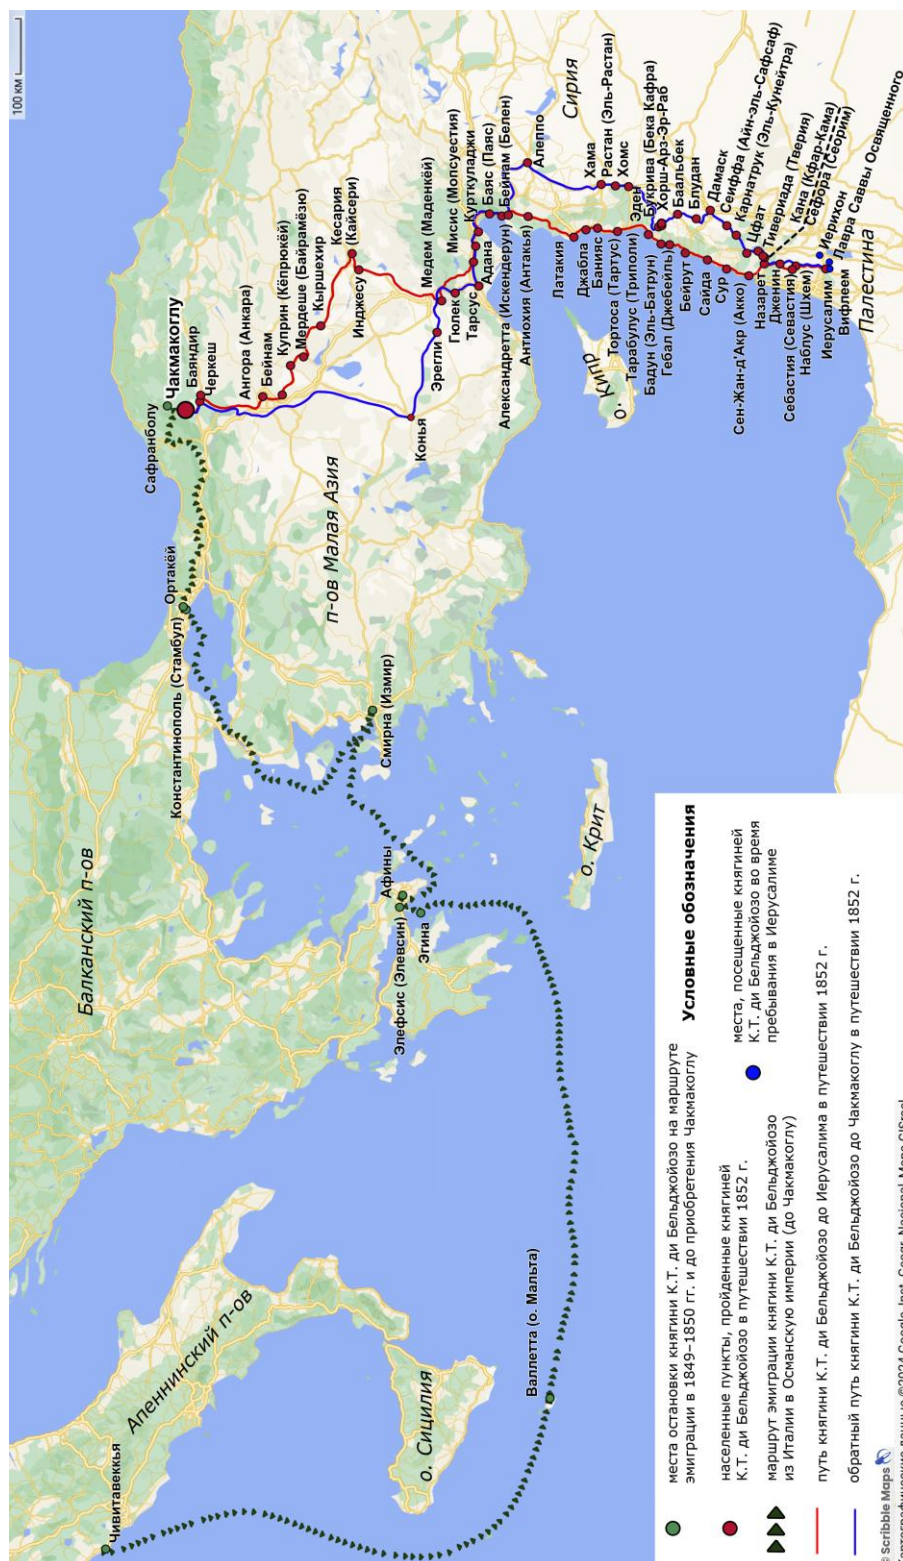 100 км
Балканский п-ов
Апеннинский п-ов
о. Сицилия
о. Крит
о. Кипр
п-ов Малая Азия
Сирия
Палестина
Чивитавеккья
Валлетта (о. Мальта)
Элефсис (Элевсин)
Афины
Эгина
Смирна (Измир)
Константинополь (Стамбул)
Ортакёй
Сафранболу
Чакмакоглу
Баяндир
Черкеш
Ангора (Анкара)
Бейнам
Куприн (Кёпрюкей)
Мердеше (Байрамёзю)
Кыршехир
Кесария
(Кайсери)
Инджесу
Конья
Эрегли
Медем (Маденкёй)
Гюлек
Тарсус
Адана
Мисис (Мопсуестия)
Курткуладжи
Баяс (Паяс)
Бейнам (Белен)
Александретта (Искендерун)
Антиохия (Антакья)
Алеппо
Латакия
Джабла
Банияс
Тортоса (Тартус)
Тарабулус (Триполи)
Бадун (Эль-Батрун)
Гебал (Джебейль)
Бейрут
Саида
Сур
Сен-Жан-д'Акр (Акко)
Назарет
Дженин
Себастия (Севастия)
Наблус (Шхем)
Иерусалим
Вифлеем
Хама
Растан (Эль-Растан)
Хомс
Эден
Букрива (Бека Кафра)
Хорш-Арз-Эр-Раб
Баальбек
Блудан
Дамаск
Сеиффа (Айн-эль-Сафсаф)
Карнатрук (Эль-Кунейтра)
Цфат
Тивериада (Тверия)
Кана (Кфар-Кама)
Сефора (Сеорим)
Иерихон
Лавра Саввы Освященного
Условные обозначения
места остановки княгини К.Т. ди Бельджойозо на маршруте
эмиграции в 1849–1850 гг. и до приобретения Чакмакоглу
населенные пункты, пройденные княгиней
К.Т. ди Бельджойозо в путешествии 1852 г.
места, посещенные княгиней
К.Т. ди Бельджойозо во время
пребывания в Иерусалиме
маршрут эмиграции княгини К.Т. ди Бельджойозо
из Италии в Османскую империи (до Чакмакоглу)
путь княгини К.Т. ди Бельджойозо до Иерусалима в путешествии 1852 г.
обратный путь княгини К.Т. ди Бельджойозо до Чакмакоглу в путешествии 1852 г.
© Scribble Maps